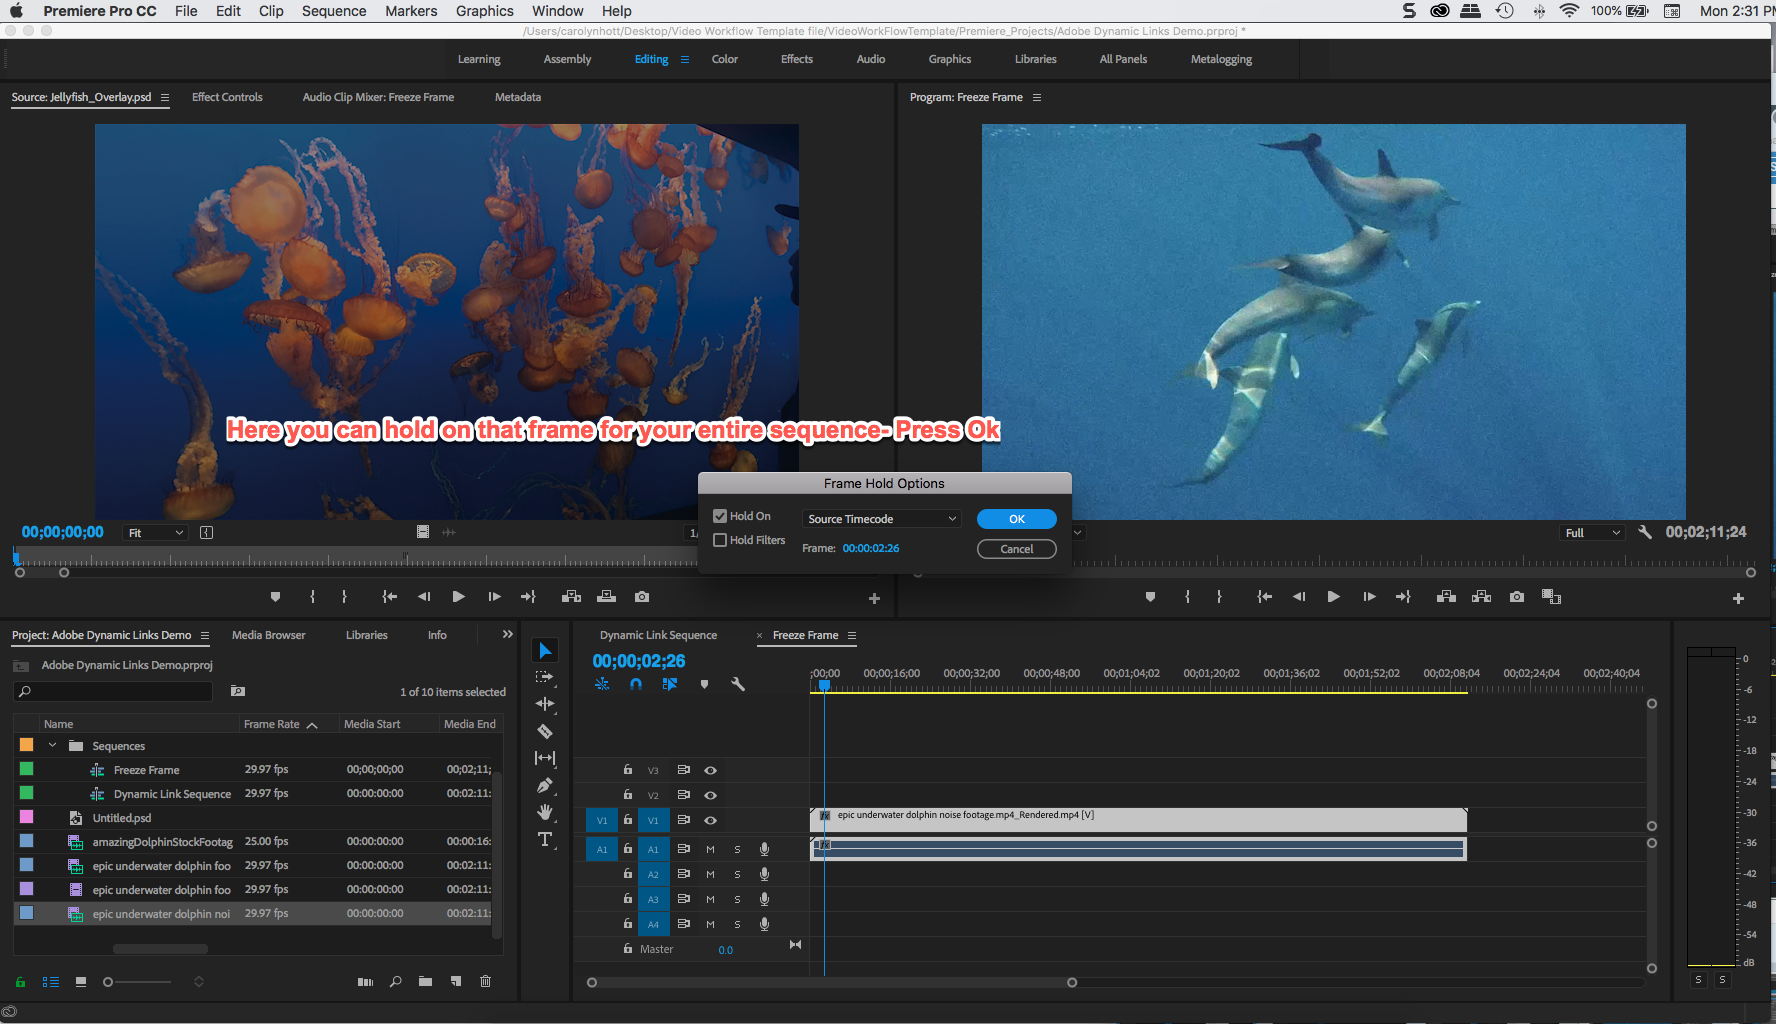 Premiere Pro CC File Edit Clip Sequence Markers Graphics Window Help 100% Mon 2:31
/Users/carolynhott/Desktop/Video Workflow Template file/VideoWorkFlowTemplate/Premiere_Projects/Adobe Dynamic Links Demo.prproj *
Learning Assembly Editing Color Effects Audio Graphics Libraries All Panels Metalogging
Source: Jellyfish_Overlay.psd Effect Controls Audio Clip Mixer: Freeze Frame Metadata
Program: Freeze Frame
Here you can hold on that frame for your entire sequence- Press Ok
Frame Hold Options
Hold On Source Timecode OK
Hold Filters Frame: 00:00:02:26 Cancel
00;00;00;00 Fit
Full 00;02;11;24
Project: Adobe Dynamic Links Demo Media Browser Libraries Info
Adobe Dynamic Links Demo.prproj
1 of 10 items selected
Name Frame Rate Media Start Media End
Sequences
Freeze Frame 29.97 fps 00;00;00;00 00;02;11;
Dynamic Link Sequence 29.97 fps 00:00:00:00 00:02:11:
Untitled.psd
amazingDolphinStockFootag 25.00 fps 00:00:00:00 00:00:16:
epic underwater dolphin foo 29.97 fps 00:00:00:00 00:02:11:
epic underwater dolphin foo 29.97 fps 00:00:00:00 00:02:11:
epic underwater dolphin noi 29.97 fps 00:00:00:00 00:02:11:
Dynamic Link Sequence × Freeze Frame
00;00;02;26
;00;00 00;00;16;00 00;00;32;00 00;00;48;00 00;01;04;02 00;01;20;02 00;01;36;02 00;01;52;02 00;02;08;04 00;02;24;04 00;02;40;04
V3
V2
V1 V1 fx epic underwater dolphin noise footage.mp4_Rendered.mp4 [V]
A1 A1 M S
A2 M S
A3 M S
A4 M S
Master 0.0
0
-6
-12
-18
-24
-30
-36
-42
-48
-54
dB
S S